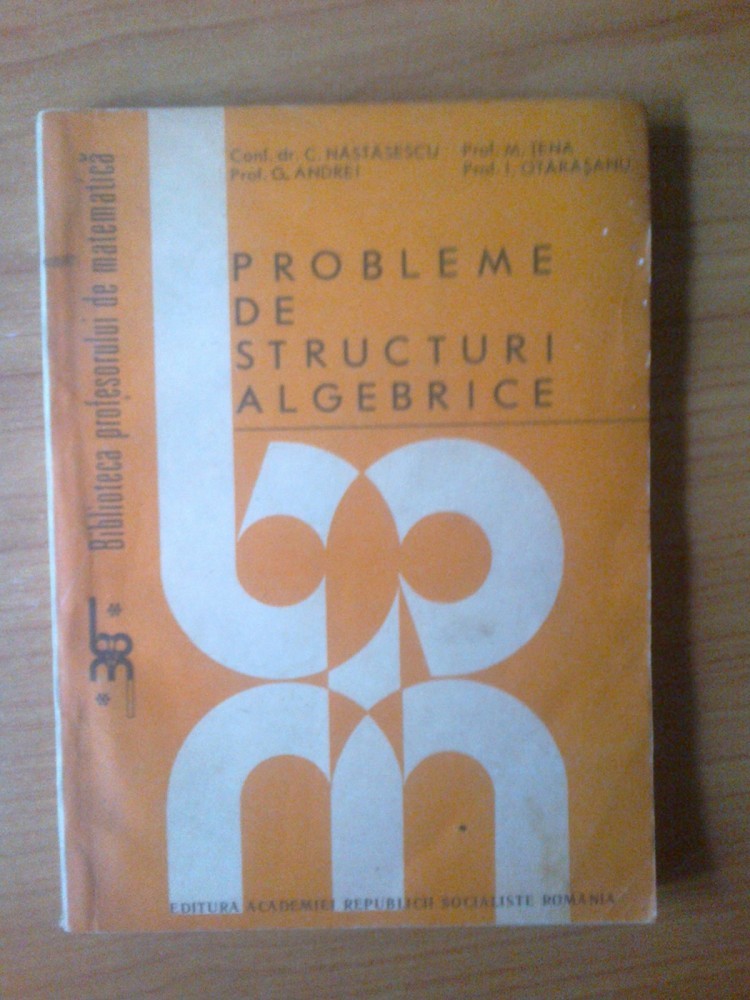 Conf. dr. C. NĂSTĂSESCU Prof. M. ȚENA
Prof. G. ANDREI Prof. I. OTĂRĂȘANU
PROBLEME
DE
STRUCTURI
ALGEBRICE
Biblioteca profesorului de matematică
bpm
EDITURA ACADEMIEI REPUBLICII SOCIALISTE ROMÂNIA